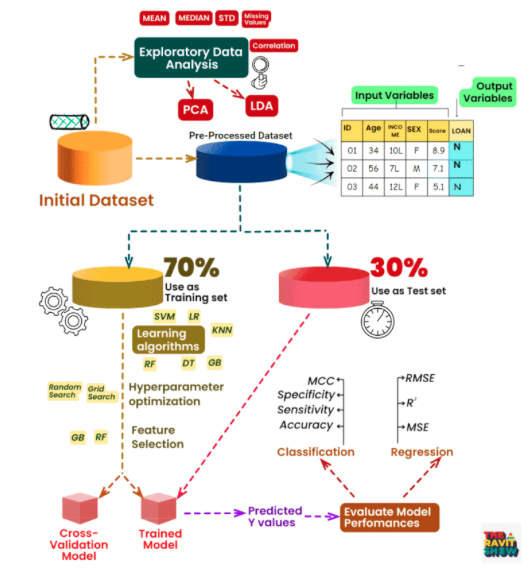 MEAN
MEDIAN
STD
Missing
Values
Exploratory Data
Analysis
Correlation
PCA
LDA
Initial Dataset
Pre-Processed Dataset
Input Variables
Output
Variables
ID Age INCO
ME SEX Score LOAN
01 34 10L F 8.9 N
02 56 7L M 7.1 N
03 44 12L F 5.1 N
70%
Use as
Training set
30%
Use as Test set
SVM LR
KNN
Learning
algorithms
RF DT GB
Random
Search
Grid
Search
Hyperparameter
optimization
GB RF
Feature
Selection
MCC
Specificity
Sensitivity
Accuracy
Classification
RMSE
R²
MSE
Regression
Cross-
Validation
Model
Trained
Model
Predicted
Y values
Evaluate Model
Perfomances
THE
RAVIT
SHOW